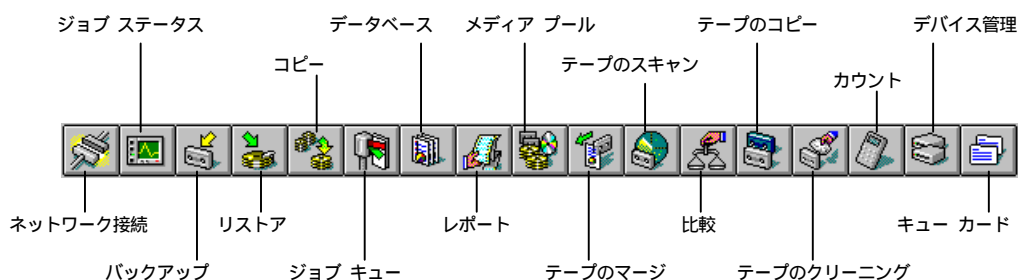 ジョブ ステータス
データベース
メディア プール
テープのコピー
デバイス管理
コピー
テープのスキャン
カウント
ネットワーク接続
リストア
レポート
比較
キュー カード
バックアップ
ジョブ キュー
テープのマージ
テープのクリーニング